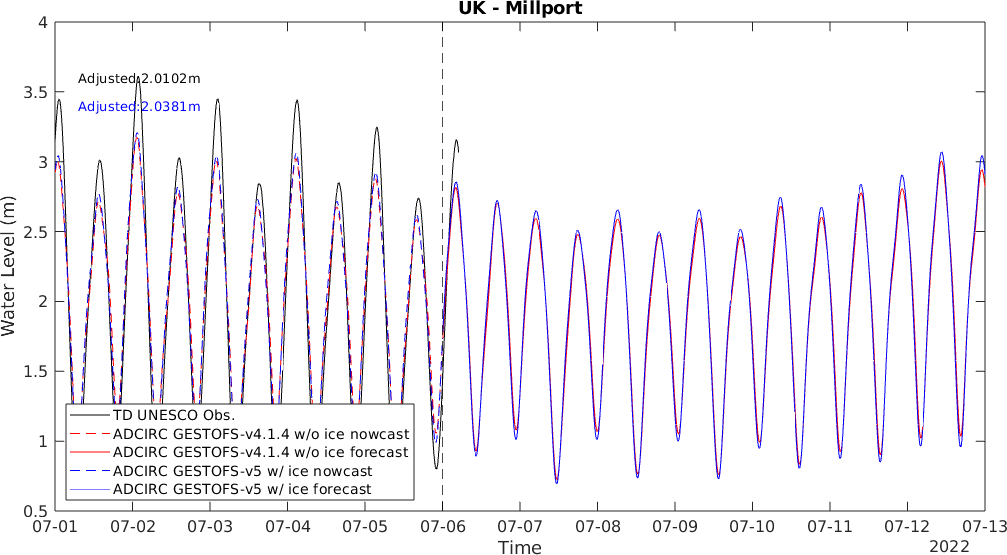 UK - Millport
Adjusted:2.0102m
Adjusted:2.0381m
Water Level (m)
4
3.5
3
2.5
2
1.5
1
0.5
TD UNESCO Obs.
ADCIRC GESTOFS-v4.1.4 w/o ice nowcast
ADCIRC GESTOFS-v4.1.4 w/o ice forecast
ADCIRC GESTOFS-v5 w/ ice nowcast
ADCIRC GESTOFS-v5 w/ ice forecast
07-01 07-02 07-03 07-04 07-05 07-06 07-07 07-08 07-09 07-10 07-11 07-12 07-13
Time
2022